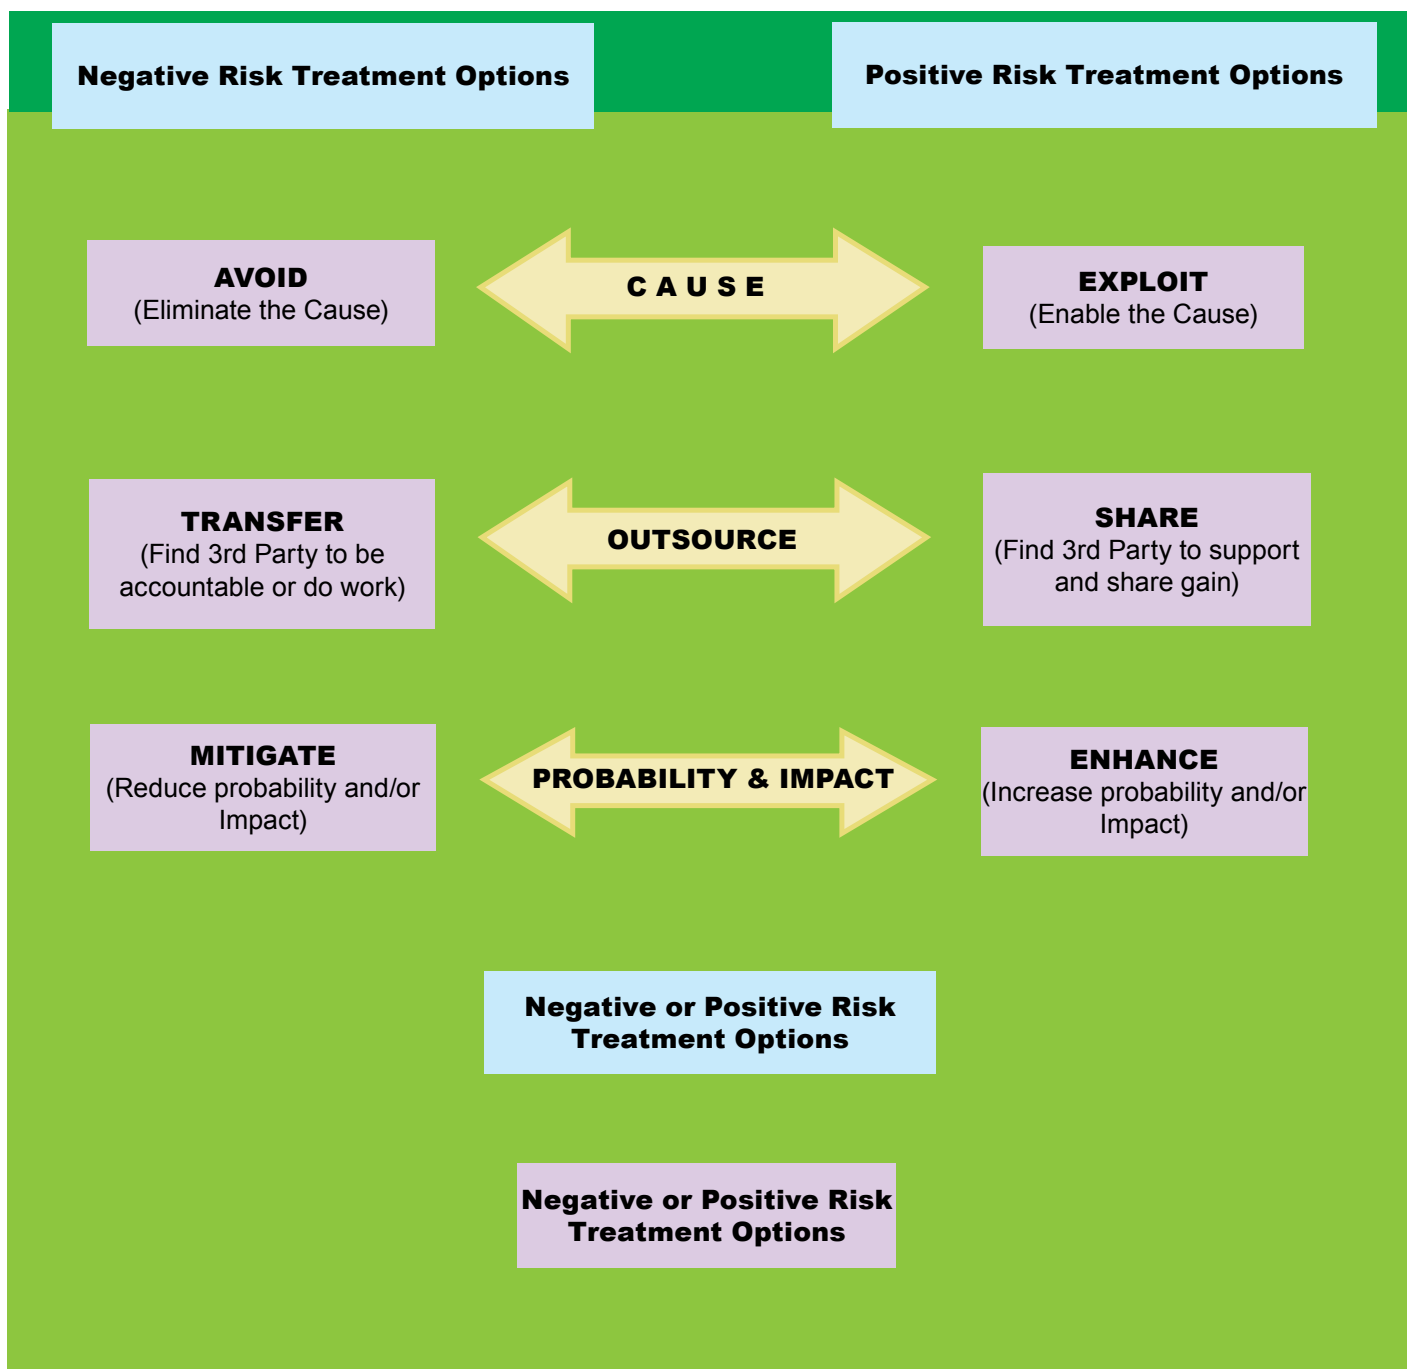 Negative Risk Treatment Options
Positive Risk Treatment Options
AVOID
(Eliminate the Cause)
C A U S E
EXPLOIT
(Enable the Cause)
TRANSFER
(Find 3rd Party to be
accountable or do work)
OUTSOURCE
SHARE
(Find 3rd Party to support
and share gain)
MITIGATE
(Reduce probability and/or
Impact)
PROBABILITY & IMPACT
ENHANCE
(Increase probability and/or
Impact)
Negative or Positive Risk
Treatment Options
Negative or Positive Risk
Treatment Options